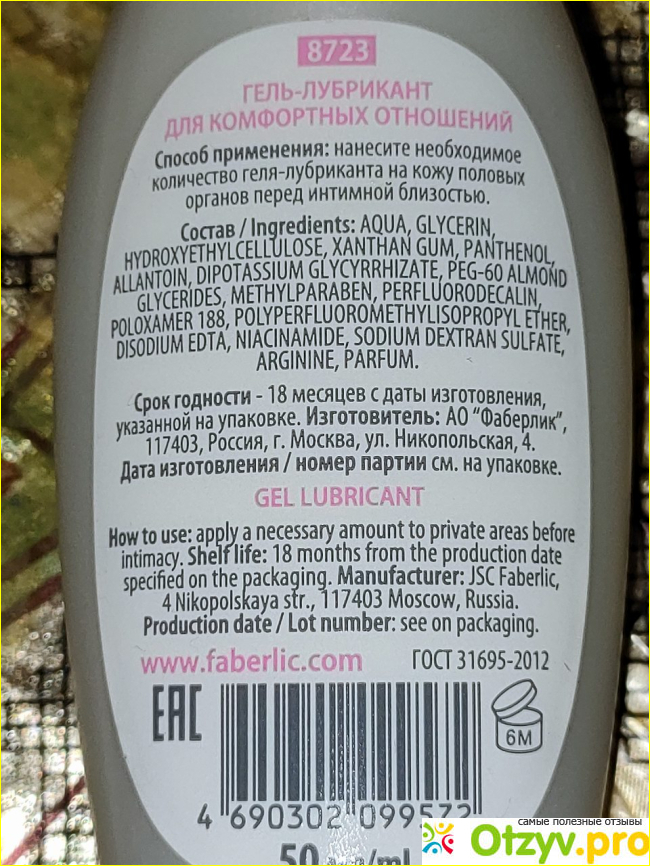 8723
ГЕЛЬ-ЛУБРИКАНТ
ДЛЯ КОМФОРТНЫХ ОТНОШЕНИЙ
Способ применения: нанесите необходимое
количество геля-лубриканта на кожу половых
органов перед интимной близостью.
Состав / Ingredients: AQUA, GLYCERIN,
HYDROXYETHYLCELLULOSE, XANTHAN GUM, PANTHENOL,
ALLANTOIN, DIPOTASSIUM GLYCYRRHIZATE, PEG-60 ALMOND
GLYCERIDES, METHYLPARABEN, PERFLUORODECALIN,
POLOXAMER 188, POLYPERFLUOROMETHYLISOPROPYL ETHER,
DISODIUM EDTA, NIACINAMIDE, SODIUM DEXTRAN SULFATE,
ARGININE, PARFUM.
Срок годности - 18 месяцев с даты изготовления,
указанной на упаковке. Изготовитель: АО "Фаберлик",
117403, Россия, г. Москва, ул. Никопольская, 4.
Дата изготовления / номер партии см. на упаковке.
GEL LUBRICANT
How to use: apply a necessary amount to private areas before
intimacy. Shelf life: 18 months from the production date
specified on the packaging. Manufacturer: JSC Faberlic,
4 Nikopolskaya str., 117403 Moscow, Russia.
Production date / Lot number: see on packaging.
www.faberlic.com ГОСТ 31695-2012
EAC
6M
4 690302 099572
50 /ml
самые полезные отзывы
Otzyv.pro